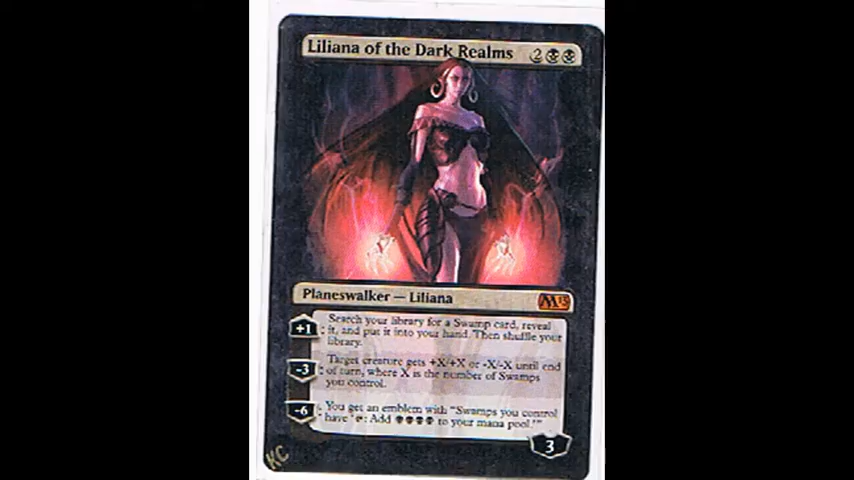 Liliana of the Dark Realms 2
Planeswalker — Liliana M13
+1 : Search your library for a Swamp card, reveal
it, and put it into your hand. Then shuffle your
library.
-3 : Target creature gets +X/+X or -X/-X until end
of turn, where X is the number of Swamps
you control.
-6 : You get an emblem with "Swamps you control
have ': Add to your mana pool.'"
3
KC